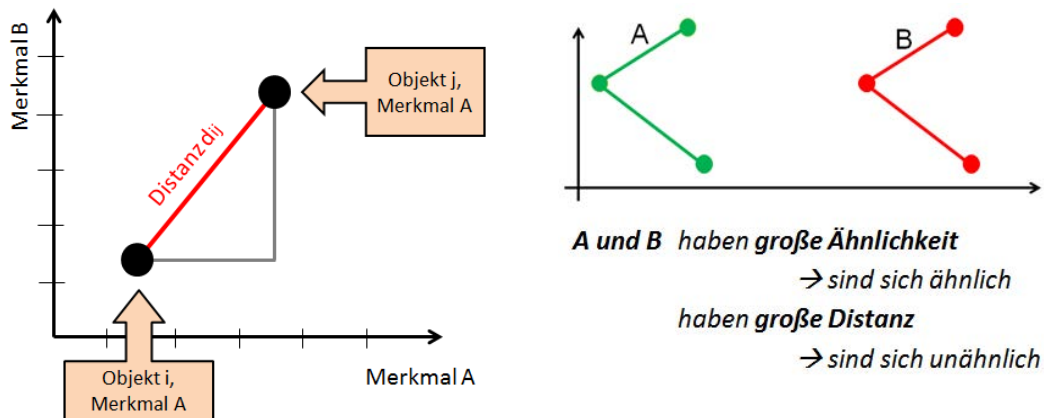 Merkmal B
Objekt j,
Merkmal A
Distanz dij
Objekt i,
Merkmal A
Merkmal A
A
B
A und B haben große Ähnlichkeit
→ sind sich ähnlich
haben große Distanz
→ sind sich unähnlich